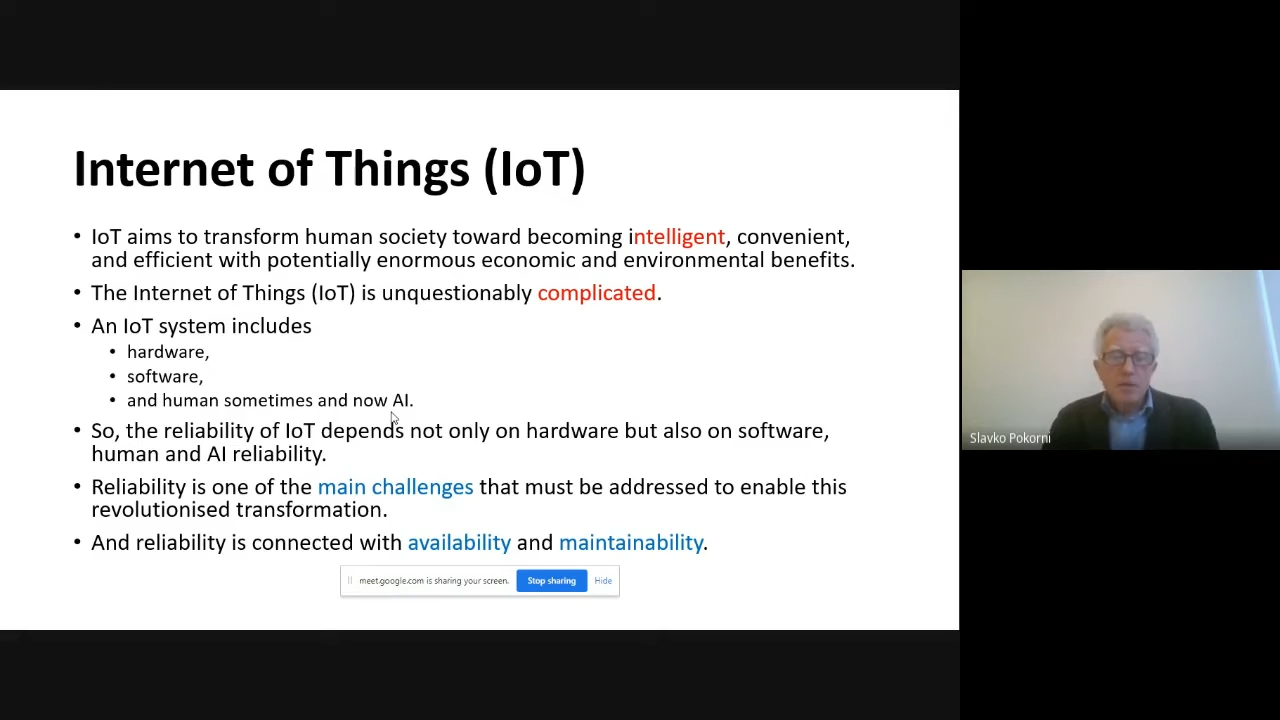 Internet of Things (IoT)
• IoT aims to transform human society toward becoming intelligent, convenient,
and efficient with potentially enormous economic and environmental benefits.
• The Internet of Things (IoT) is unquestionably complicated.
• An IoT system includes
• hardware,
• software,
• and human sometimes and now AI.
• So, the reliability of IoT depends not only on hardware but also on software,
human and AI reliability.
• Reliability is one of the main challenges that must be addressed to enable this
revolutionised transformation.
• And reliability is connected with availability and maintainability.
meet.google.com is sharing your screen. Stop sharing Hide
Slavko Pokorni